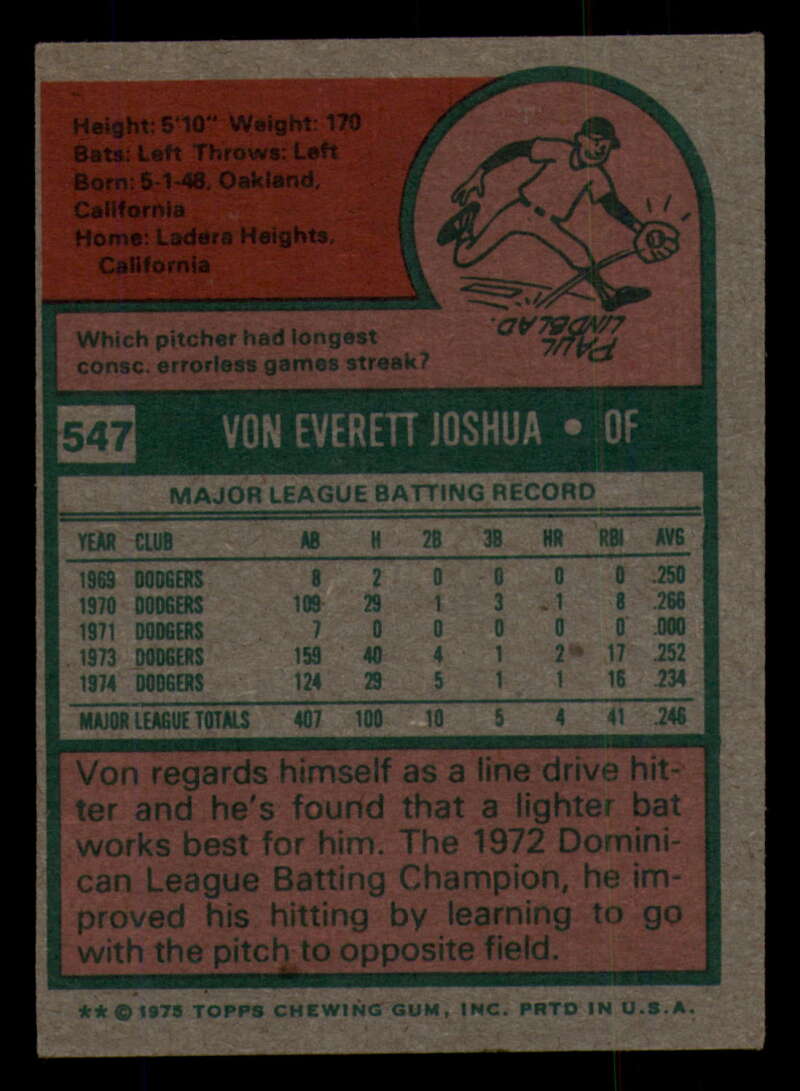 Height: 5'10" Weight: 170
Bats: Left Throws: Left
Born: 5-1-48, Oakland,
California
Home: Ladera Heights,
California
Which pitcher had longest
consc. errorless games streak?
PAUL
LINDBLAD.
547 VON EVERETT JOSHUA • OF
MAJOR LEAGUE BATTING RECORD
YEAR CLUB AB H 2B 3B HR RBI AVG
1969 DODGERS 8 2 0 0 0 0 .250
1970 DODGERS 109 29 1 3 1 8 .266
1971 DODGERS 7 0 0 0 0 0 .000
1973 DODGERS 159 40 4 1 2 17 .252
1974 DODGERS 124 29 5 1 1 16 .234
MAJOR LEAGUE TOTALS 407 100 10 5 4 41 .246
Von regards himself as a line drive hit-
ter and he's found that a lighter bat
works best for him. The 1972 Domini-
can League Batting Champion, he im-
proved his hitting by learning to go
with the pitch to opposite field.
** © 1975 TOPPS CHEWING GUM, INC. PRTD IN U.S.A.